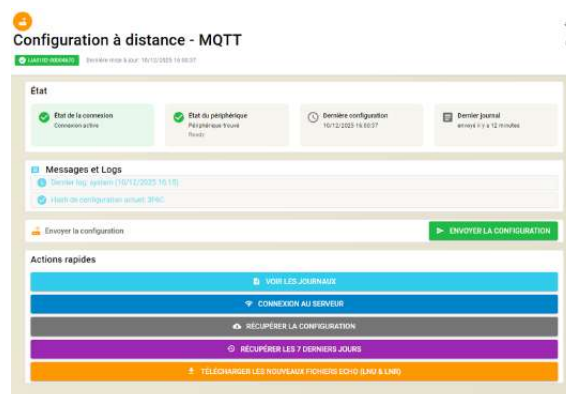 Configuration à distance - MQTT
Dernière mise à jour: 10/12/2025 16:00:37
État
État de la connexion
Connexion active
État du périphérique
Périphérique trouvé
Ready
Dernière configuration
10/12/2025 16:00:37
Dernier journal
envoyé il y a 12 minutes
Messages et Logs
Dernier log: system (10/12/2025 16:15)
Hash de configuration actuel:
Envoyer la configuration
ENVOYER LA CONFIGURATION
Actions rapides
VOIR LES JOURNAUX
CONNEXION AU SERVEUR
RÉCUPÉRER LA CONFIGURATION
RÉCUPÉRER LES 7 DERNIERS JOURS
TÉLÉCHARGER LES NOUVEAUX FICHIERS ECHO (LNU & LNR)